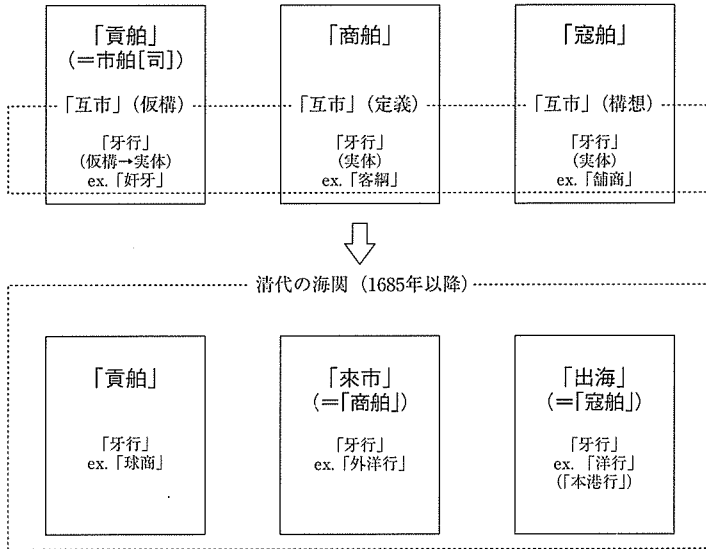 「貢舶」
(＝市舶[司])
「商舶」
「寇舶」
「互市」(仮構)
「互市」(定義)
「互市」(構想)
「牙行」
(仮構→実体)
ex.「奸牙」
「牙行」
(実体)
ex.「客綱」
「牙行」
(実体)
ex.「舗商」
清代の海関 (1685年以降)
「貢舶」
「來市」
(＝「商舶」)
「出海」
(＝「寇舶」)
「牙行」
ex.「球商」
「牙行」
ex.「外洋行」
「牙行」
ex. 「洋行」
(「本港行」)